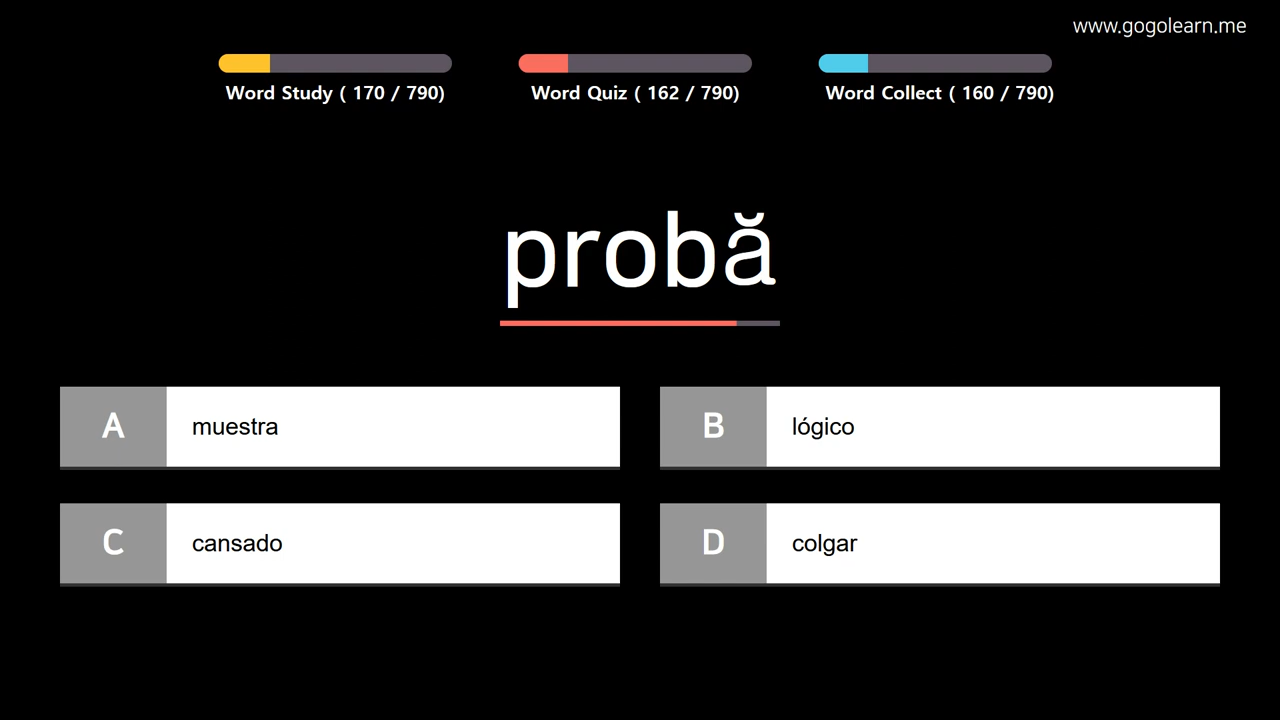 www.gogolearn.me
Word Study ( 170 / 790)
Word Quiz ( 162 / 790)
Word Collect ( 160 / 790)
probă
A muestra
B lógico
C cansado
D colgar